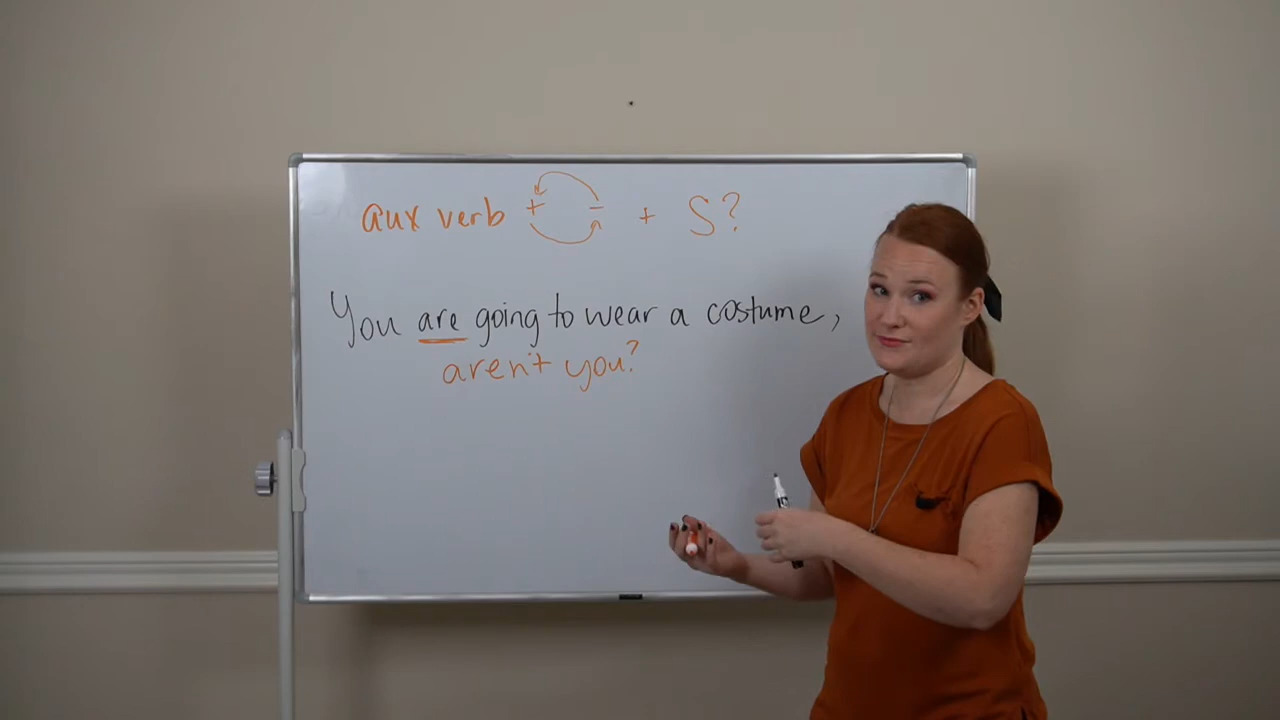 aux verb + - + S?
You are going to wear a costume,
aren't you?